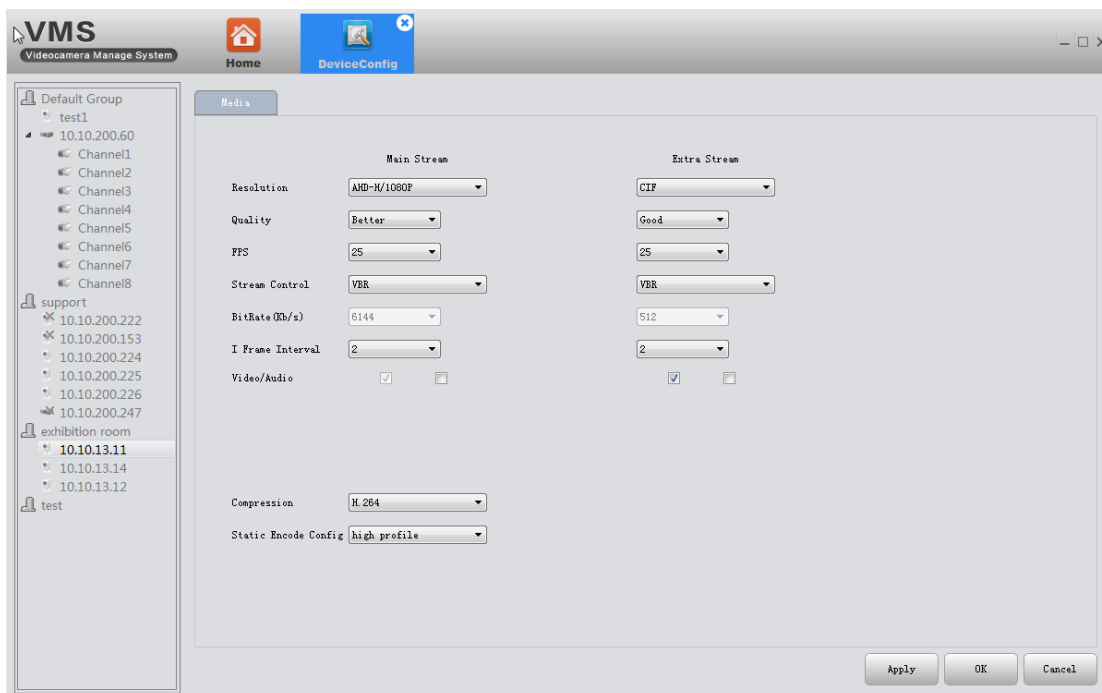 VMS
Videocamera Manage System
Home
DeviceConfig
Default Group
test1
10.10.200.60
Channel1
Channel2
Channel3
Channel4
Channel5
Channel6
Channel7
Channel8
support
10.10.200.222
10.10.200.153
10.10.200.224
10.10.200.225
10.10.200.226
10.10.200.247
exhibition room
10.10.13.11
10.10.13.14
10.10.13.12
test
Media
Main Stream Extra Stream
Resolution AHD-H/1080P CIF
Quality Better Good
FPS 25 25
Stream Control VBR VBR
BitRate(Kb/s) 6144 512
I Frame Interval 2 2
Video/Audio
Compression H.264
Static Encode Config high profile
Apply OK Cancel